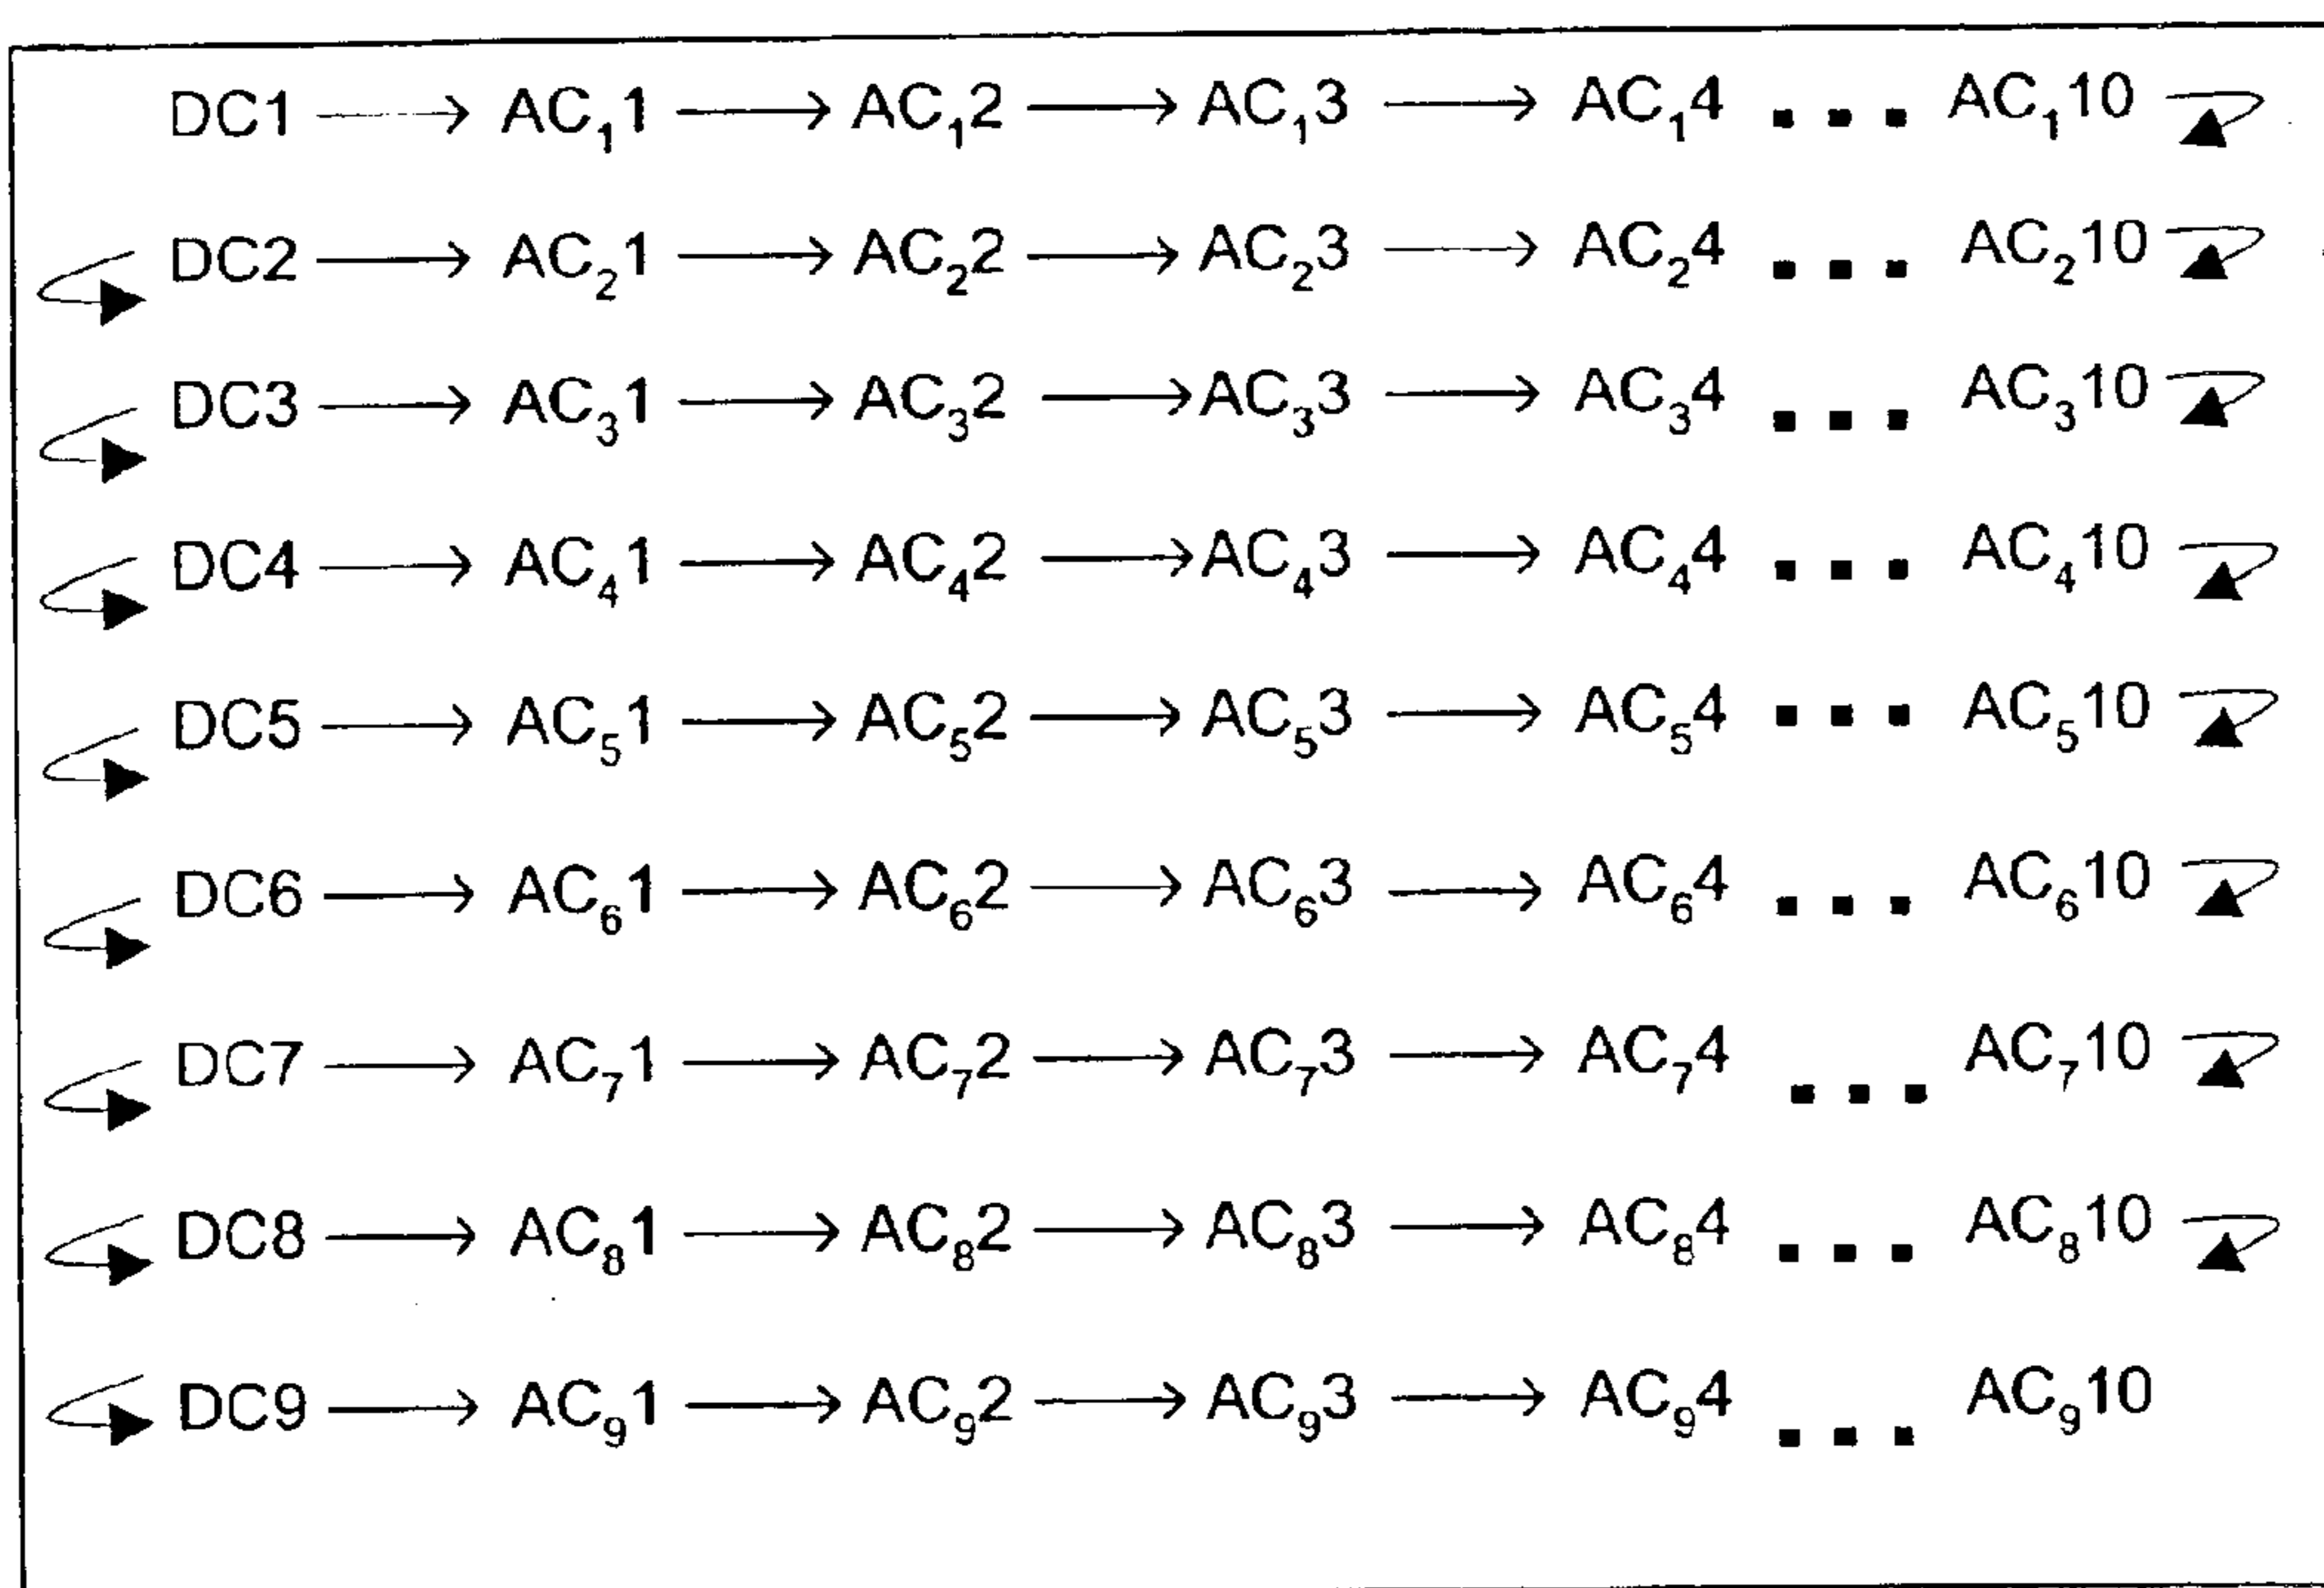 DC1 → AC₁1 → AC₁2 → AC₁3 → AC₁4 ... AC₁10
DC2 → AC₂1 → AC₂2 → AC₂3 → AC₂4 ... AC₂10
DC3 → AC₃1 → AC₃2 → AC₃3 → AC₃4 ... AC₃10
DC4 → AC₄1 → AC₄2 → AC₄3 → AC₄4 ... AC₄10
DC5 → AC₅1 → AC₅2 → AC₅3 → AC₅4 ... AC₅10
DC6 → AC₆1 → AC₆2 → AC₆3 → AC₆4 ... AC₆10
DC7 → AC₇1 → AC₇2 → AC₇3 → AC₇4 ... AC₇10
DC8 → AC₈1 → AC₈2 → AC₈3 → AC₈4 ... AC₈10
DC9 → AC₉1 → AC₉2 → AC₉3 → AC₉4 ... AC₉10